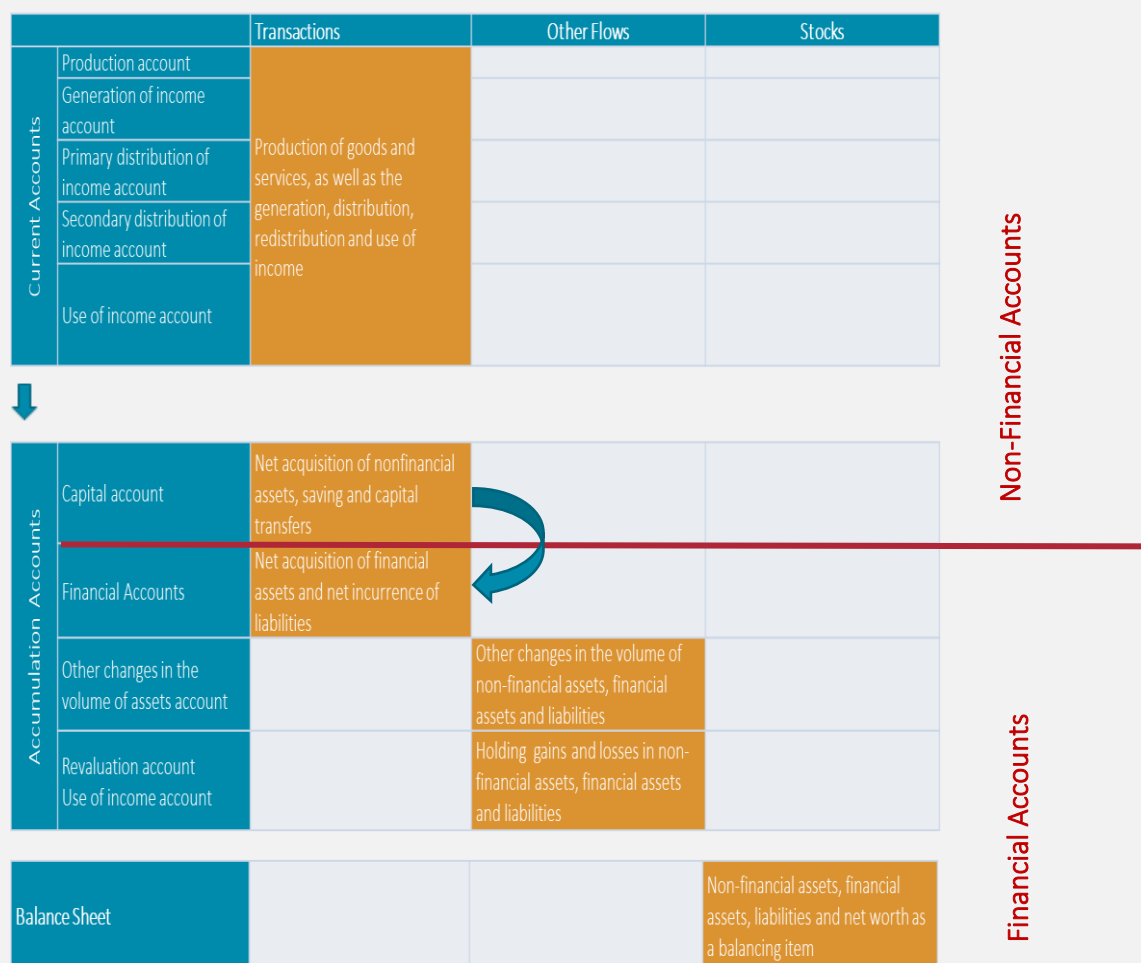 Transactions
Other Flows
Stocks
Current Accounts
Production account
Generation of income
account
Primary distribution of
income account
Secondary distribution of
income account
Use of income account
Production of goods and
services, as well as the
generation, distribution,
redistribution and use of
income
Non-Financial Accounts
Accumulation Accounts
Capital account
Net acquisition of nonfinancial
assets, saving and capital
transfers
Financial Accounts
Net acquisition of financial
assets and net incurrence of
liabilities
Other changes in the
volume of assets account
Other changes in the volume of
non-financial assets, financial
assets and liabilities
Revaluation account
Use of income account
Holding gains and losses in non-
financial assets, financial assets
and liabilities
Financial Accounts
Balance Sheet
Non-financial assets, financial
assets, liabilities and net worth as
a balancing item